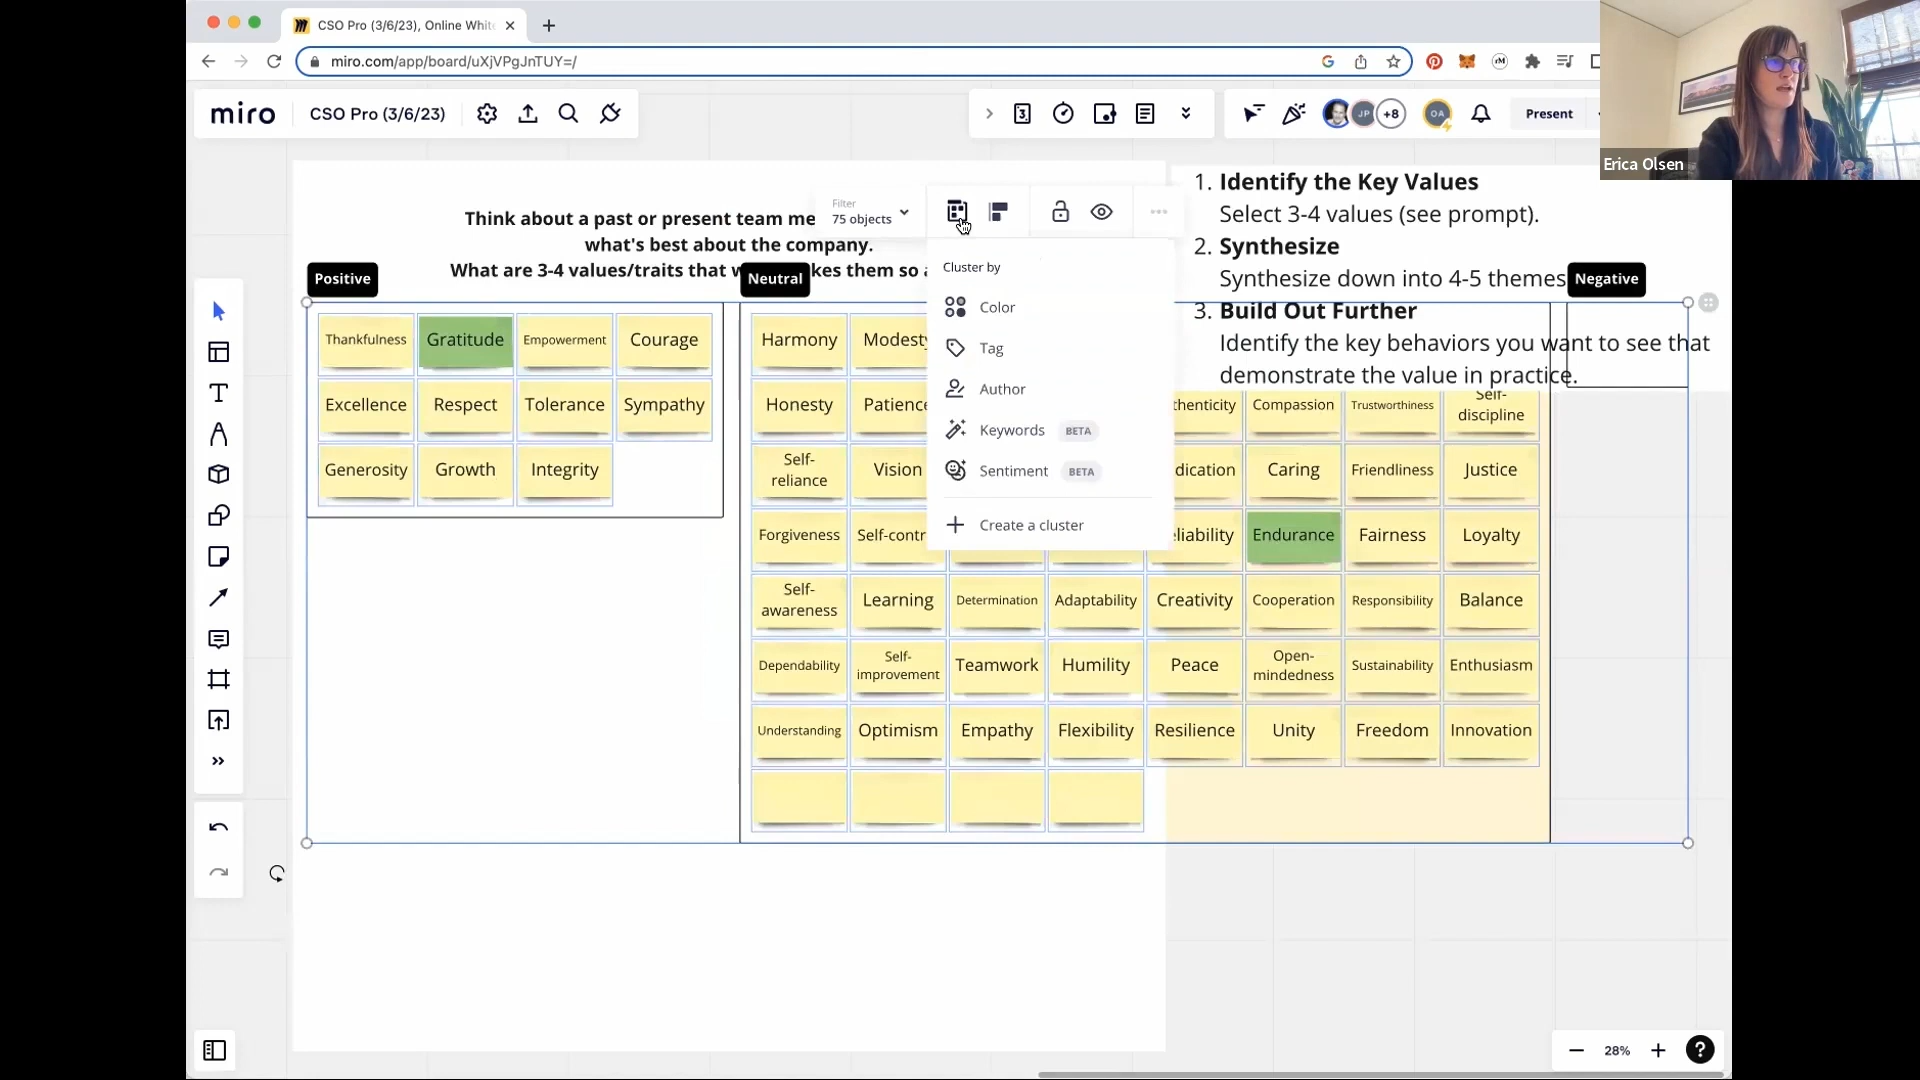 CSO Pro (3/6/23), Online White
miro.com/app/board/uXjVPgJnTUY=/
miro
CSO Pro (3/6/23)
JP
+8
OA
Present
Erica Olsen
Think about a past or present team me
what's best about the company.
What are 3-4 values/traits that w kes them so a
Filter
75 objects
Cluster by
Color
Tag
Author
Keywords BETA
Sentiment BETA
Create a cluster
1. Identify the Key Values
Select 3-4 values (see prompt).
2. Synthesize
Synthesize down into 4-5 themes
3. Build Out Further
Identify the key behaviors you want to see that
demonstrate the value in practice.
Positive
Thankfulness Gratitude Empowerment Courage
Excellence Respect Tolerance Sympathy
Generosity Growth Integrity
Neutral
Harmony Modesty
Honesty Patience thenticity Compassion Trustworthiness Self-
discipline
Self-
reliance Vision dication Caring Friendliness Justice
Forgiveness Self-contr eliability Endurance Fairness Loyalty
Self-
awareness Learning Determination Adaptability Creativity Cooperation Responsibility Balance
Dependability Self-
improvement Teamwork Humility Peace Open-
mindedness Sustainability Enthusiasm
Understanding Optimism Empathy Flexibility Resilience Unity Freedom Innovation
Negative
28%